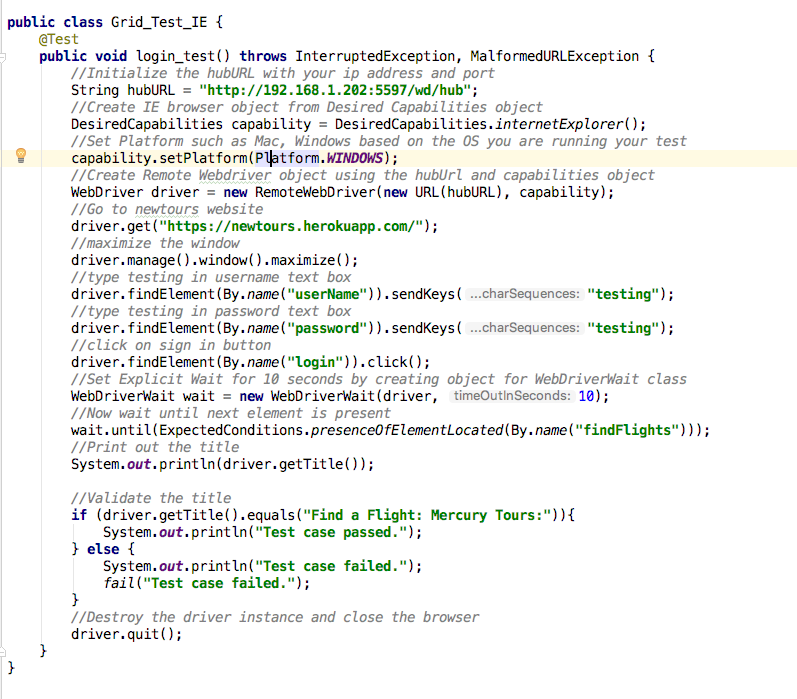 public class Grid_Test_IE {
@Test
public void login_test() throws InterruptedException, MalformedURLException {
//Initialize the hubURL with your ip address and port
String hubURL = "http://192.168.1.202:5597/wd/hub";
//Create IE browser object from Desired Capabilities object
DesiredCapabilities capability = DesiredCapabilities.internetExplorer();
//Set Platform such as Mac, Windows based on the OS you are running your test
capability.setPlatform(Platform.WINDOWS);
//Create Remote Webdriver object using the hubUrl and capabilities object
WebDriver driver = new RemoteWebDriver(new URL(hubURL), capability);
//Go to newtours website
driver.get("https://newtours.herokuapp.com/");
//maximize the window
driver.manage().window().maximize();
//type testing in username text box
driver.findElement(By.name("userName")).sendKeys( ...charSequences: "testing");
//type testing in password text box
driver.findElement(By.name("password")).sendKeys( ...charSequences: "testing");
//click on sign in button
driver.findElement(By.name("login")).click();
//Set Explicit Wait for 10 seconds by creating object for WebDriverWait class
WebDriverWait wait = new WebDriverWait(driver, timeOutInSeconds: 10);
//Now wait until next element is present
wait.until(ExpectedConditions.presenceOfElementLocated(By.name("findFlights")));
//Print out the title
System.out.println(driver.getTitle());
//Validate the title
if (driver.getTitle().equals("Find a Flight: Mercury Tours:")){
System.out.println("Test case passed.");
} else {
System.out.println("Test case failed.");
fail("Test case failed.");
}
//Destroy the driver instance and close the browser
driver.quit();
}
}